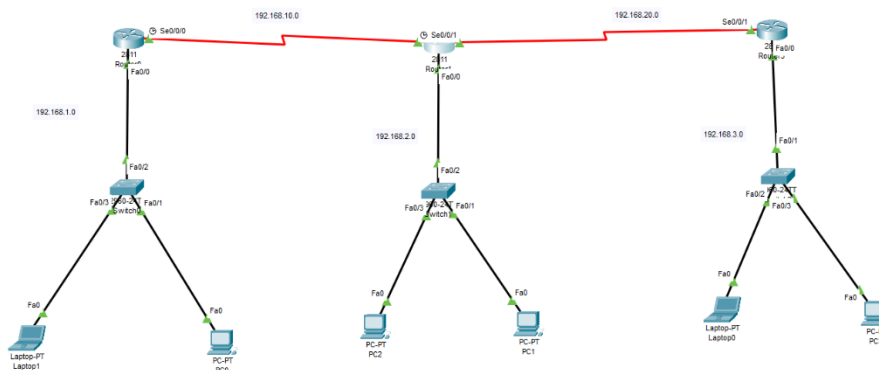 192.168.10.0
192.168.20.0
Se0/0/0
Se0/0/1
Se0/0/1
Fa0/0
Fa0/0
Fa0/0
192.168.1.0
192.168.2.0
192.168.3.0
Fa0/2
Fa0/2
Fa0/1
Fa0/3
Fa0/1
Fa0/3
Fa0/1
Fa0/2
Fa0/3
Fa0
Fa0
Fa0
Fa0
Fa0
Fa0
Laptop-PT
Laptop1
PC-PT
PC-PT
PC2
PC-PT
PC1
Laptop-PT
Laptop0